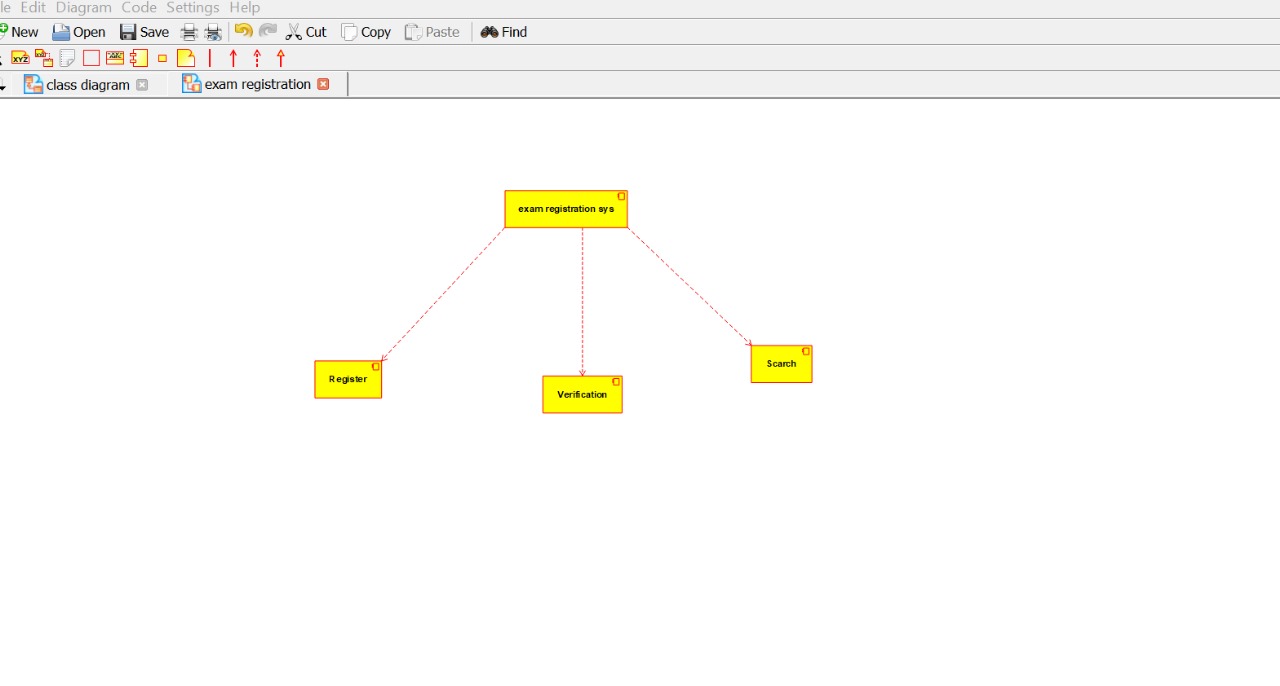 le Edit Diagram Code Settings Help
New Open Save Cut Copy Paste Find
XYZ
class diagram exam registration
exam registration sys
Scarch
Register
Verification